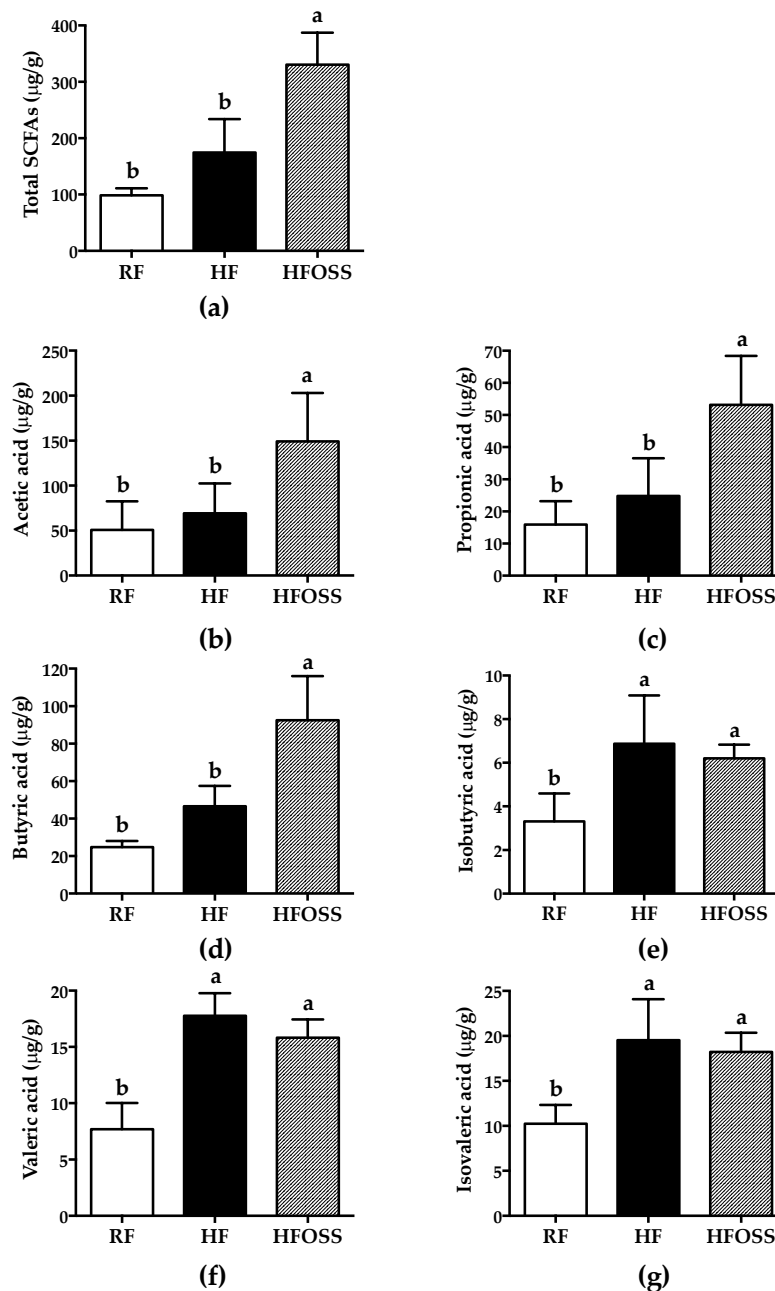 Total SCFAs (μg/g)
400
300
200
100
0
b
b
a
RF HF HFOSS
(a)
Acetic acid (μg/g)
250
200
150
100
50
0
b
b
a
RF HF HFOSS
(b)
Propionic acid (μg/g)
70
60
50
40
30
20
10
0
b
b
a
RF HF HFOSS
(c)
Butyric acid (μg/g)
120
100
80
60
40
20
0
b
b
a
RF HF HFOSS
(d)
Isobutyric acid (μg/g)
10
8
6
4
2
0
b
a
a
RF HF HFOSS
(e)
Valeric acid (μg/g)
20
15
10
5
0
b
a
a
RF HF HFOSS
(f)
Isovaleric acid (μg/g)
25
20
15
10
5
0
b
a
a
RF HF HFOSS
(g)